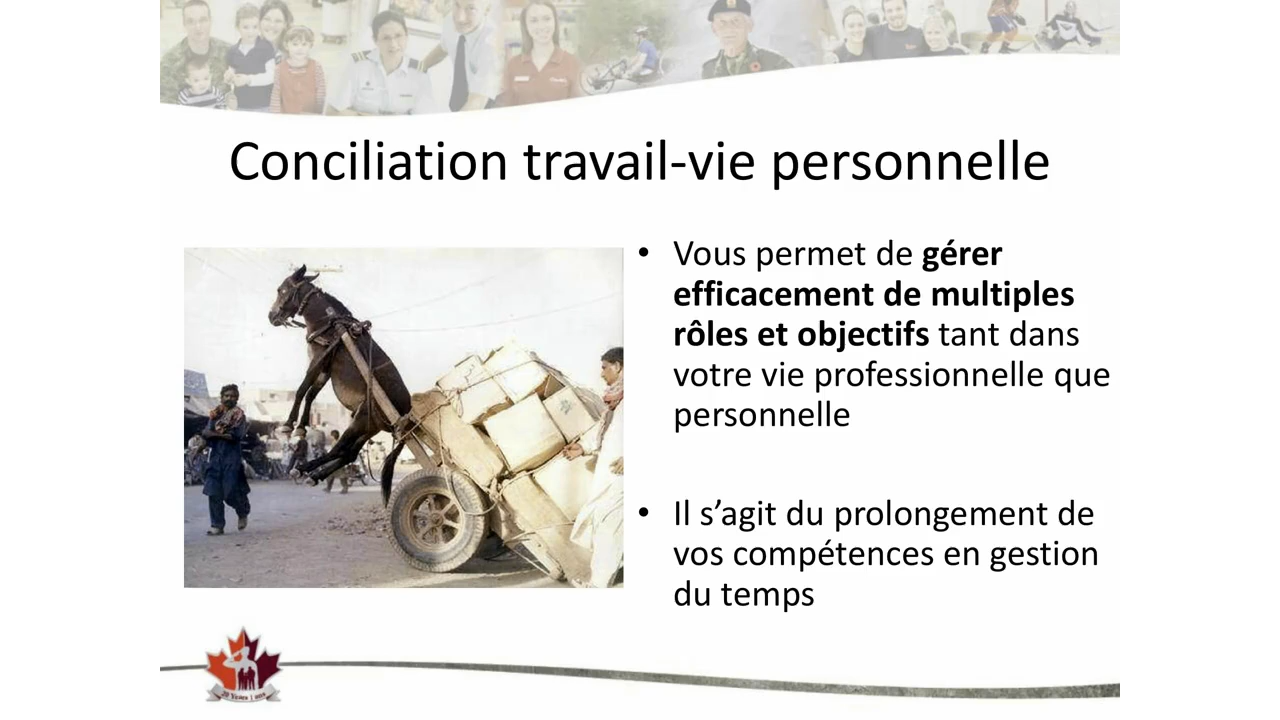 Conciliation travail-vie personnelle
• Vous permet de gérer
efficacement de multiples
rôles et objectifs tant dans
votre vie professionnelle que
personnelle
• Il s’agit du prolongement de
vos compétences en gestion
du temps